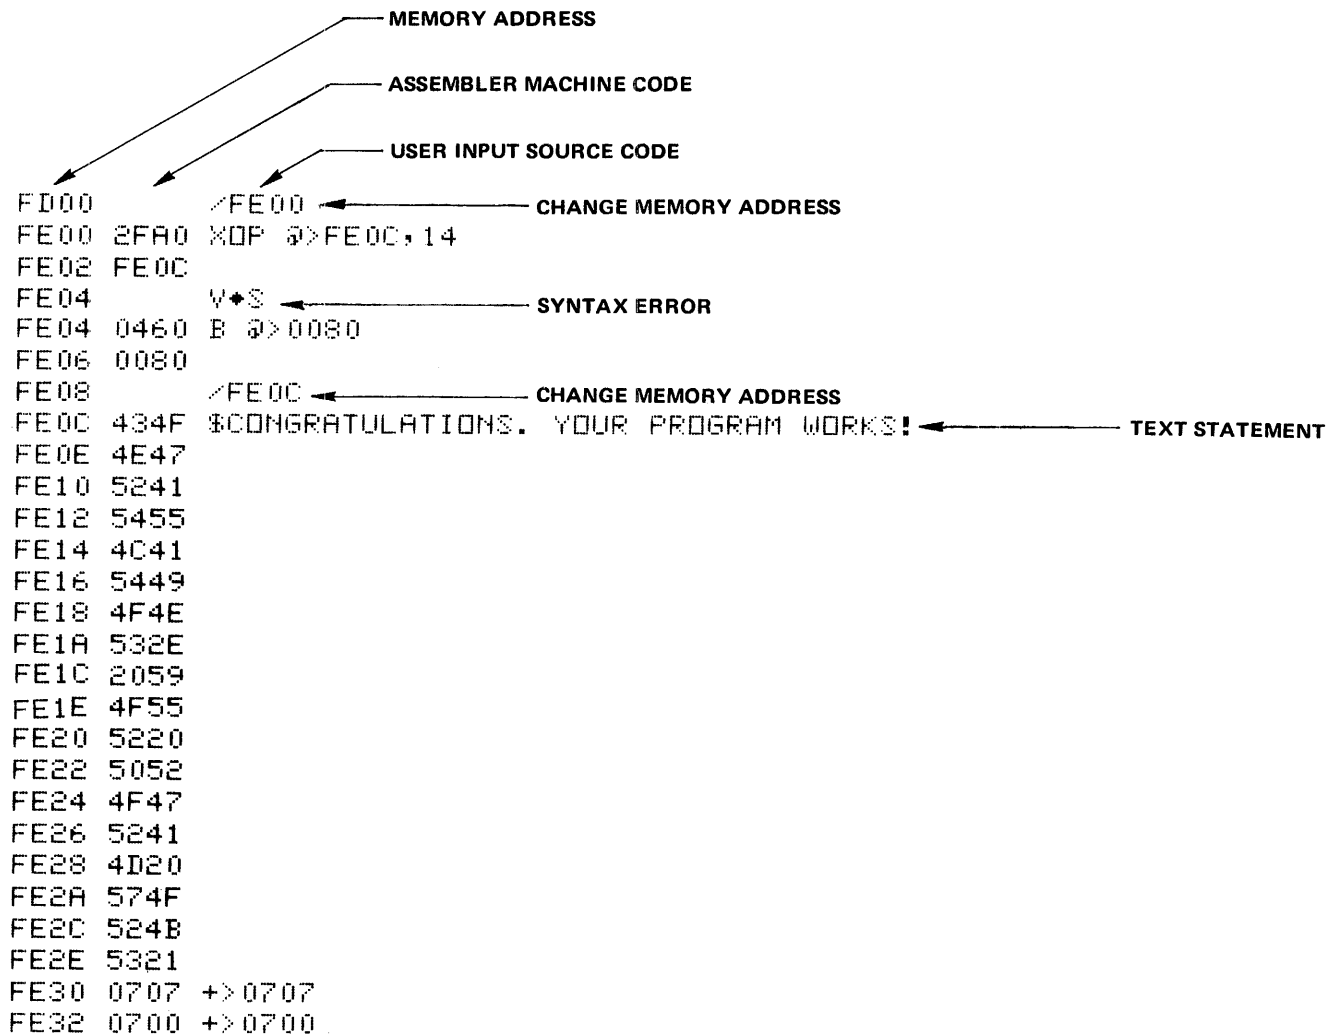 MEMORY ADDRESS
ASSEMBLER MACHINE CODE
USER INPUT SOURCE CODE
FD00 /FE00 CHANGE MEMORY ADDRESS
FE00 2FA0 XOP @>FE0C,14
FE02 FE0C
FE04 V*S SYNTAX ERROR
FE04 0460 B @>0080
FE06 0080
FE08 /FE0C CHANGE MEMORY ADDRESS
FE0C 434F $CONGRATULATIONS. YOUR PROGRAM WORKS! TEXT STATEMENT
FE0E 4E47
FE10 5241
FE12 5455
FE14 4C41
FE16 5449
FE18 4F4E
FE1A 532E
FE1C 2059
FE1E 4F55
FE20 5220
FE22 5052
FE24 4F47
FE26 5241
FE28 4D20
FE2A 574F
FE2C 524B
FE2E 5321
FE30 0707 +>0707
FE32 0700 +>0700